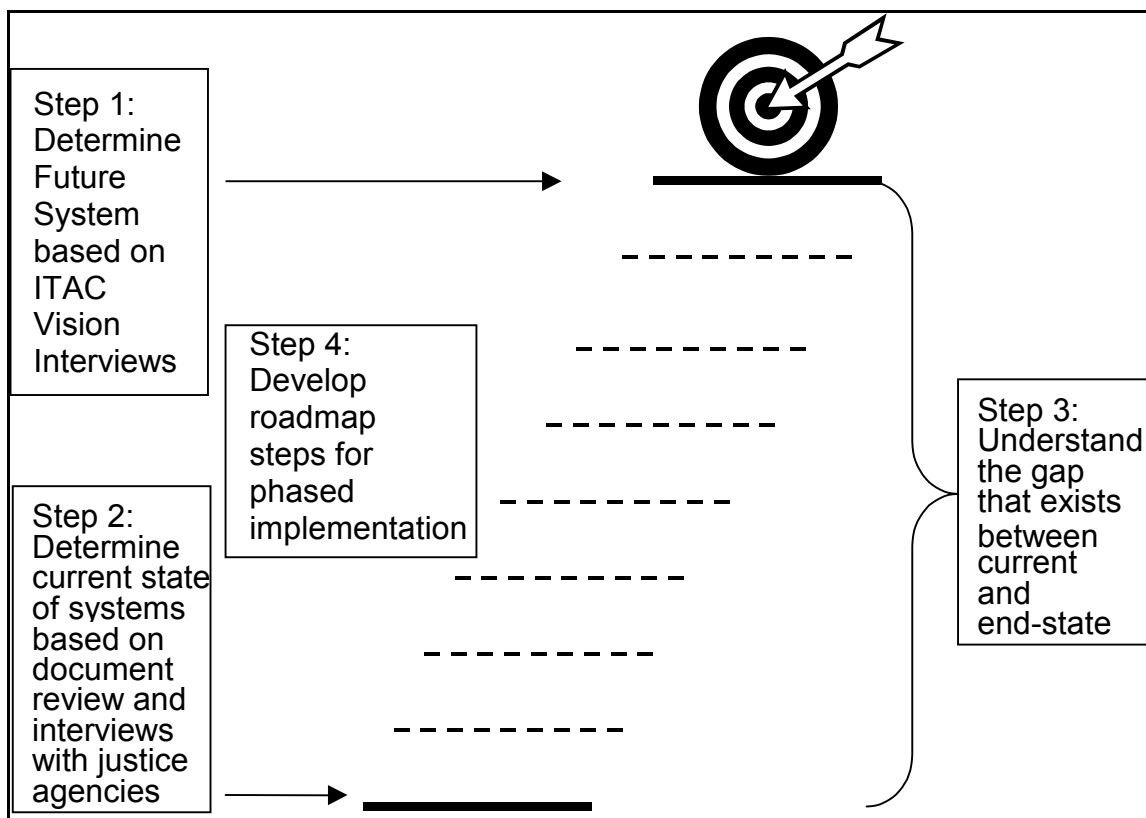 Step 1:
Determine
Future
System
based on
ITAC
Vision
Interviews
Step 2:
Determine
current state
of systems
based on
document
review and
interviews
with justice
agencies
Step 3:
Understand
the gap
that exists
between
current
and
end-state
Step 4:
Develop
roadmap
steps for
phased
implementation